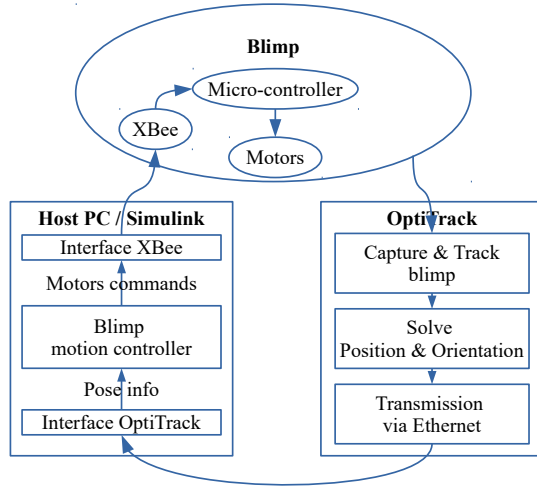 Blimp
Micro-controller
XBee
Motors
Host PC / Simulink
Interface XBee
Motors commands
Blimp
motion controller
Pose info
Interface OptiTrack
OptiTrack
Capture & Track
blimp
Solve
Position & Orientation
Transmission
via Ethernet